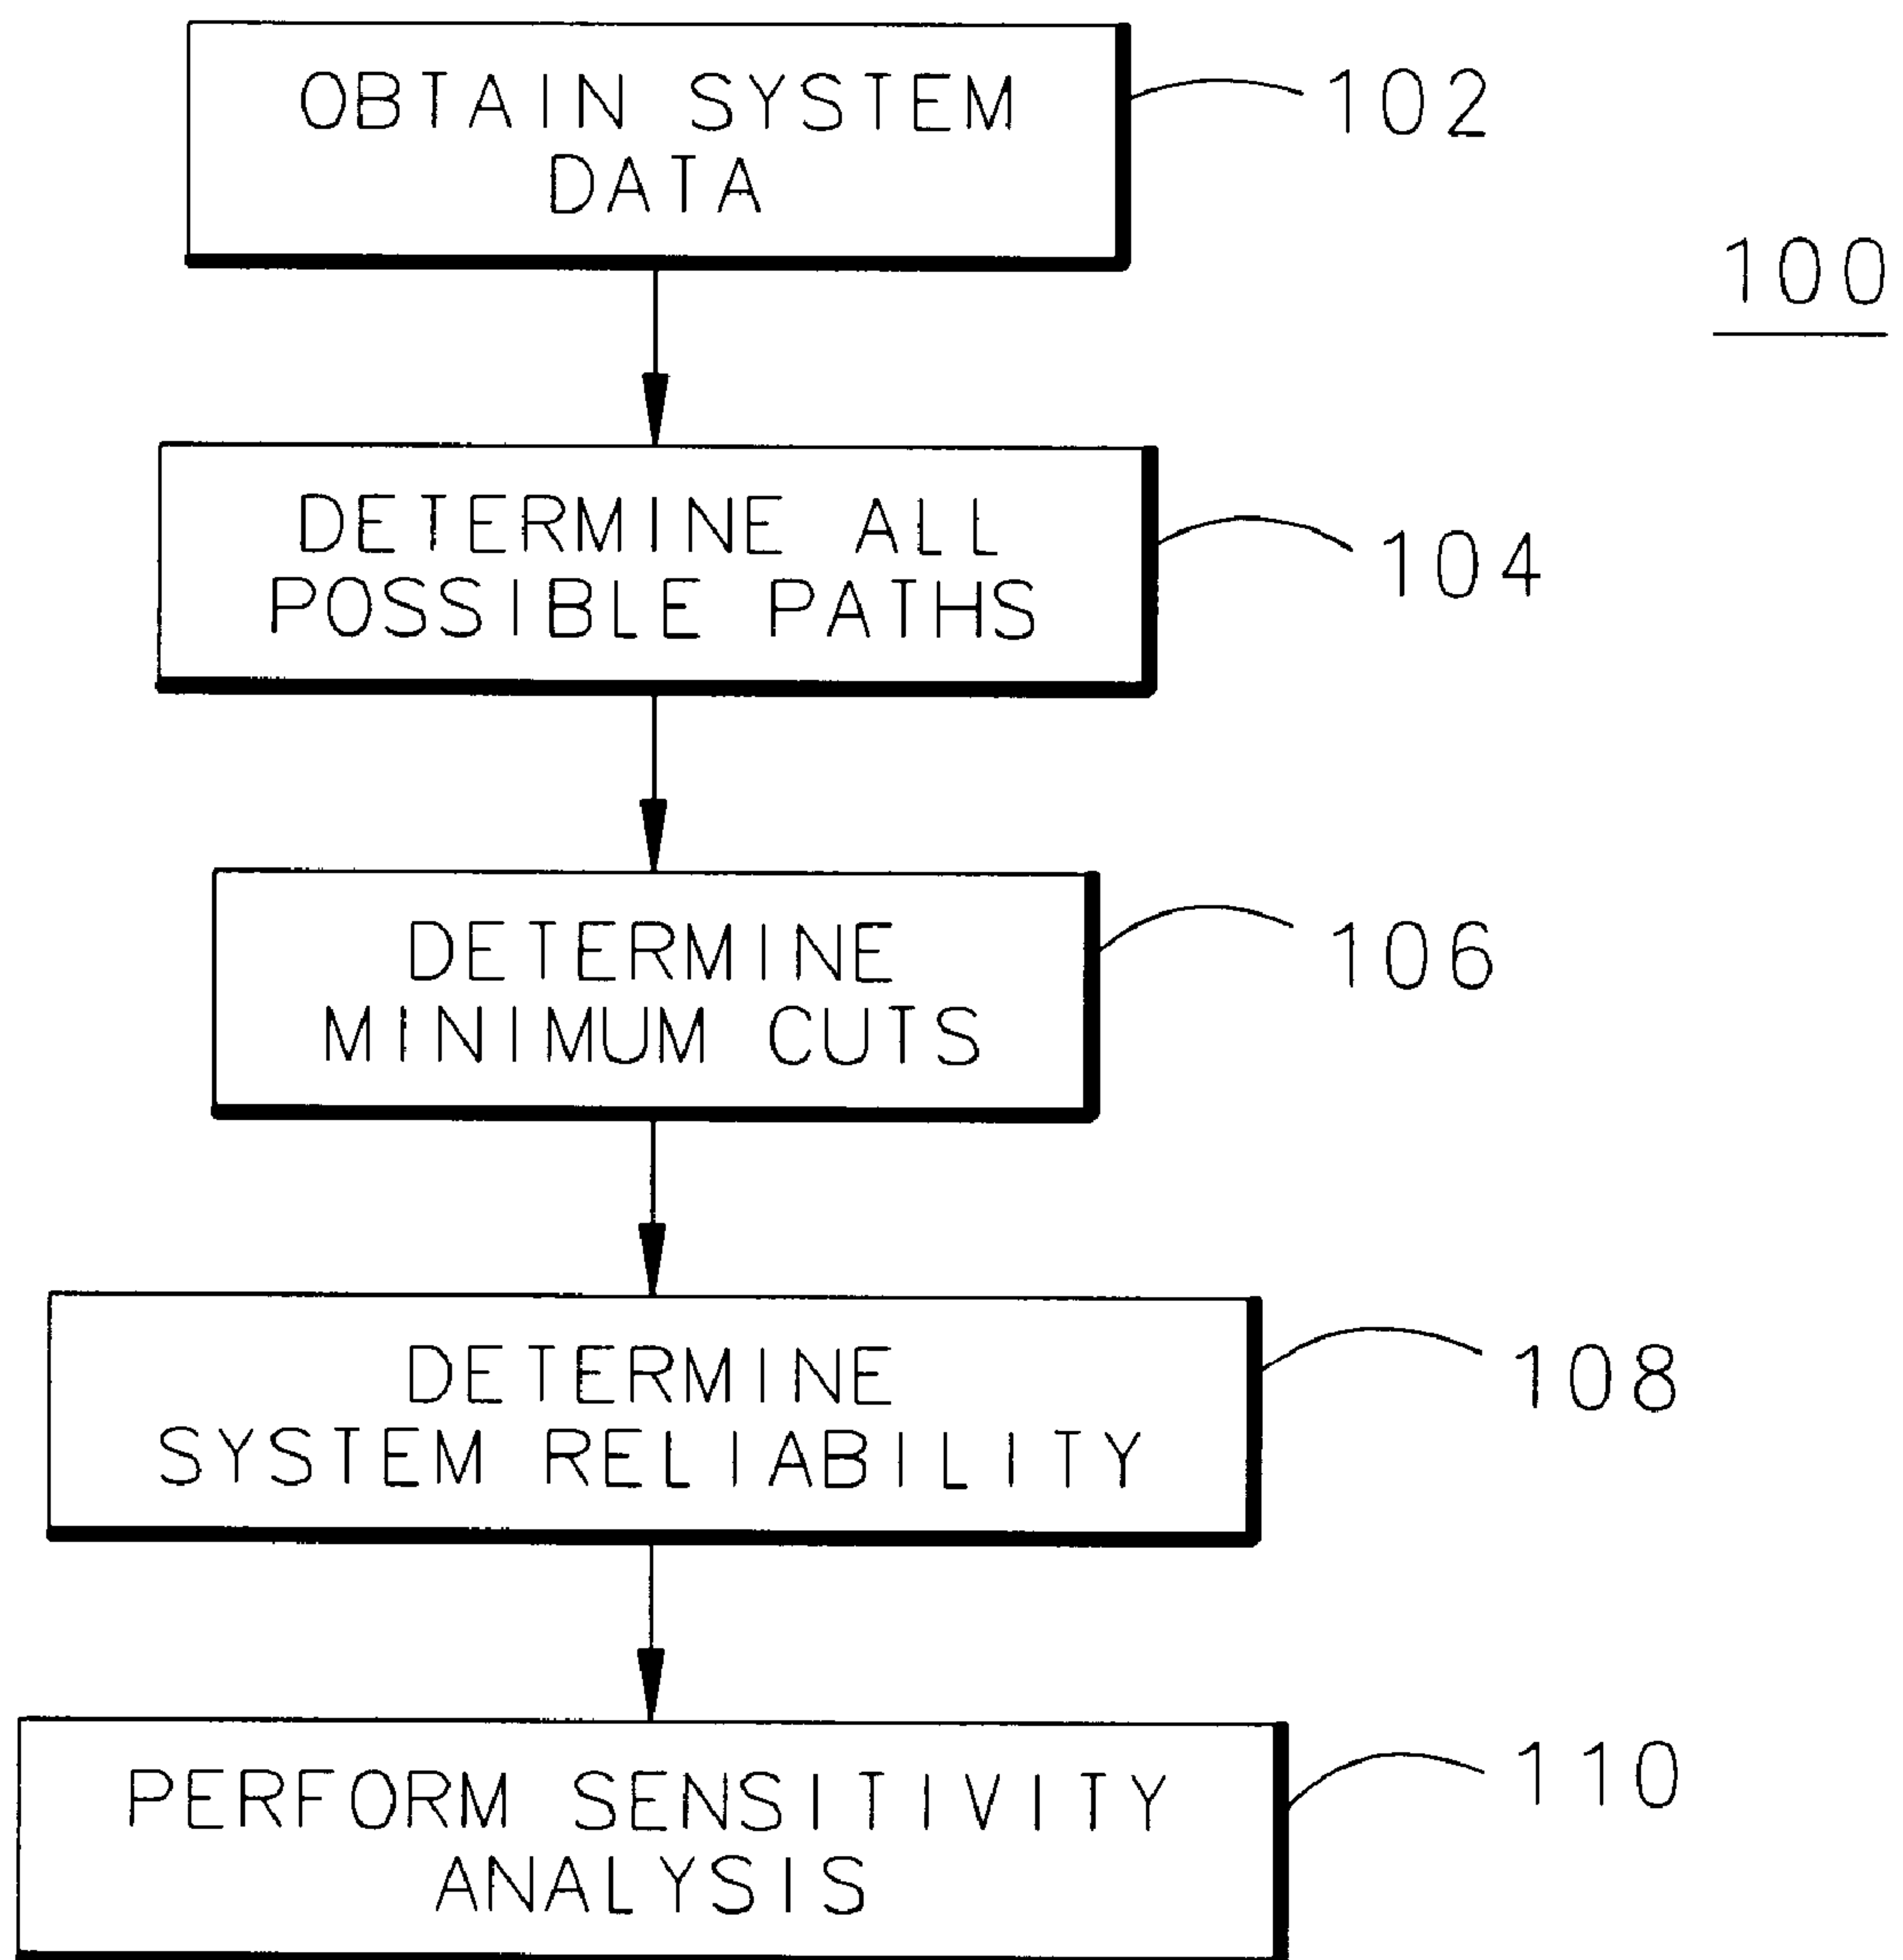 OBTAIN SYSTEM
DATA
102
100
DETERMINE ALL
POSSIBLE PATHS
104
DETERMINE
MINIMUM CUTS
106
DETERMINE
SYSTEM RELIABILITY
108
PERFORM SENSITIVITY
ANALYSIS
110